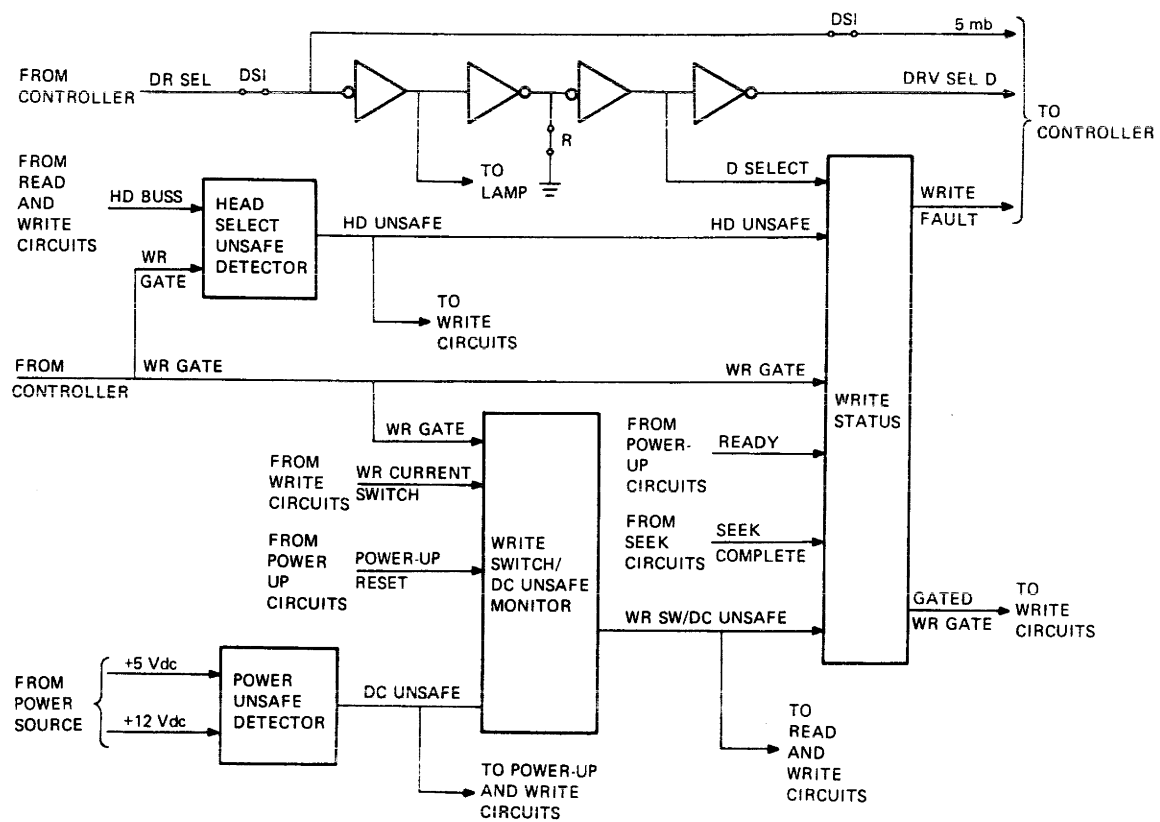 DSI
5 mb
FROM
CONTROLLER
DR SEL
DSI
DRV SEL D
TO
CONTROLLER
R
TO
LAMP
FROM
READ
AND
WRITE
CIRCUITS
HD BUSS
HEAD
SELECT
UNSAFE
DETECTOR
D SELECT
WRITE
FAULT
HD UNSAFE
HD UNSAFE
WR
GATE
TO
WRITE
CIRCUITS
FROM
CONTROLLER
WR GATE
WR GATE
WRITE
STATUS
WR GATE
FROM
WRITE
CIRCUITS
WR CURRENT
SWITCH
FROM
POWER-
UP
CIRCUITS
READY
FROM
POWER
UP
CIRCUITS
POWER-UP
RESET
WRITE
SWITCH/
DC UNSAFE
MONITOR
FROM
SEEK
CIRCUITS
SEEK
COMPLETE
WR SW/DC UNSAFE
GATED
WR GATE
TO
WRITE
CIRCUITS
FROM
POWER
SOURCE
+5 Vdc
+12 Vdc
POWER
UNSAFE
DETECTOR
DC UNSAFE
TO POWER-UP
AND WRITE
CIRCUITS
TO
READ
AND
WRITE
CIRCUITS